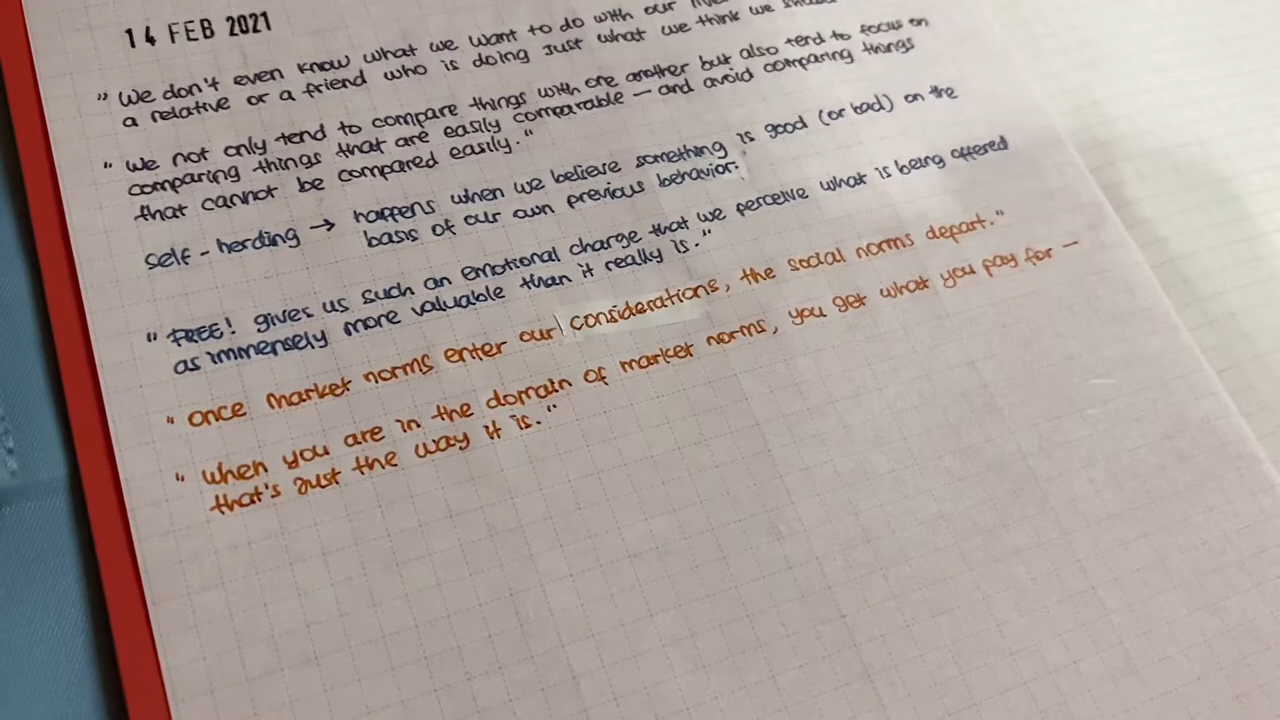 14 FEB 2021
" We don't even know what we want to do with our
a relative or a friend who is doing just what we think we
" We not only tend to compare things with one another but also tend to focus on
comparing things that are easily comparable — and avoid comparing things
that cannot be compared easily."
self-herding → happens when we believe something is good (or bad) on the
basis of our own previous behavior.
" FREE! gives us such an emotional charge that we perceive what is being offered
as immensely more valuable than it really is."
" Once market norms enter our considerations, the social norms depart."
" When you are in the domain of market norms, you get what you pay for —
that's just the way it is."